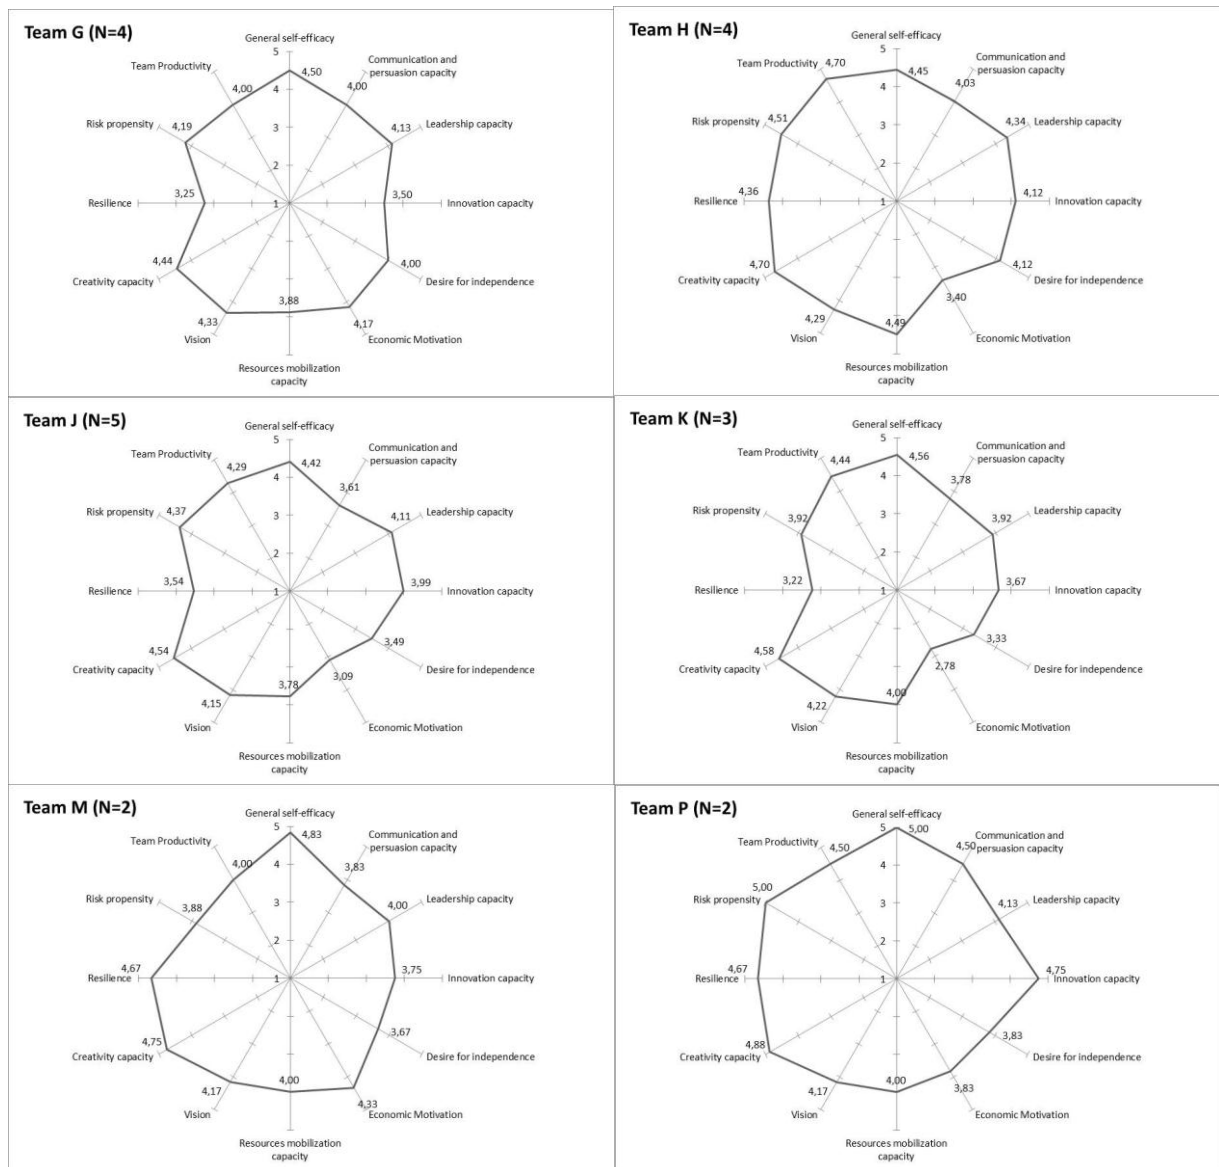 Team G (N=4)
General self-efficacy
5
4,50
4
3
2
1
Communication and
persuasion capacity
4,00
Leadership capacity
4,13
Innovation capacity
3,50
Desire for independence
4,00
Economic Motivation
4,17
Resources mobilization
capacity
3,88
Vision
4,33
Creativity capacity
4,44
Resilience
3,25
Risk propensity
4,19
Team Productivity
4,00
Team H (N=4)
General self-efficacy
5
4,45
4
3
2
1
Communication and
persuasion capacity
4,03
Leadership capacity
4,34
Innovation capacity
4,12
Desire for independence
4,12
Economic Motivation
3,40
Resources mobilization
capacity
4,49
Vision
4,29
Creativity capacity
4,70
Resilience
4,36
Risk propensity
4,51
Team Productivity
4,70
Team J (N=5)
General self-efficacy
5
4,42
4
3
2
1
Communication and
persuasion capacity
3,61
Leadership capacity
4,11
Innovation capacity
3,99
Desire for independence
3,49
Economic Motivation
3,09
Resources mobilization
capacity
3,78
Vision
4,15
Creativity capacity
4,54
Resilience
3,54
Risk propensity
4,37
Team Productivity
4,29
Team K (N=3)
General self-efficacy
5
4,56
4
3
2
1
Communication and
persuasion capacity
3,78
Leadership capacity
3,92
Innovation capacity
3,67
Desire for independence
3,33
Economic Motivation
2,78
Resources mobilization
capacity
4,00
Vision
4,22
Creativity capacity
4,58
Resilience
3,22
Risk propensity
3,92
Team Productivity
4,44
Team M (N=2)
General self-efficacy
5
4,83
4
3
2
1
Communication and
persuasion capacity
3,83
Leadership capacity
4,00
Innovation capacity
3,75
Desire for independence
3,67
Economic Motivation
4,33
Resources mobilization
capacity
4,00
Vision
4,17
Creativity capacity
4,75
Resilience
4,67
Risk propensity
3,88
Team Productivity
4,00
Team P (N=2)
General self-efficacy
5
5,00
4
3
2
1
Communication and
persuasion capacity
4,50
Leadership capacity
4,13
Innovation capacity
4,75
Desire for independence
3,83
Economic Motivation
3,83
Resources mobilization
capacity
4,00
Vision
4,17
Creativity capacity
4,88
Resilience
4,67
Risk propensity
5,00
Team Productivity
4,50